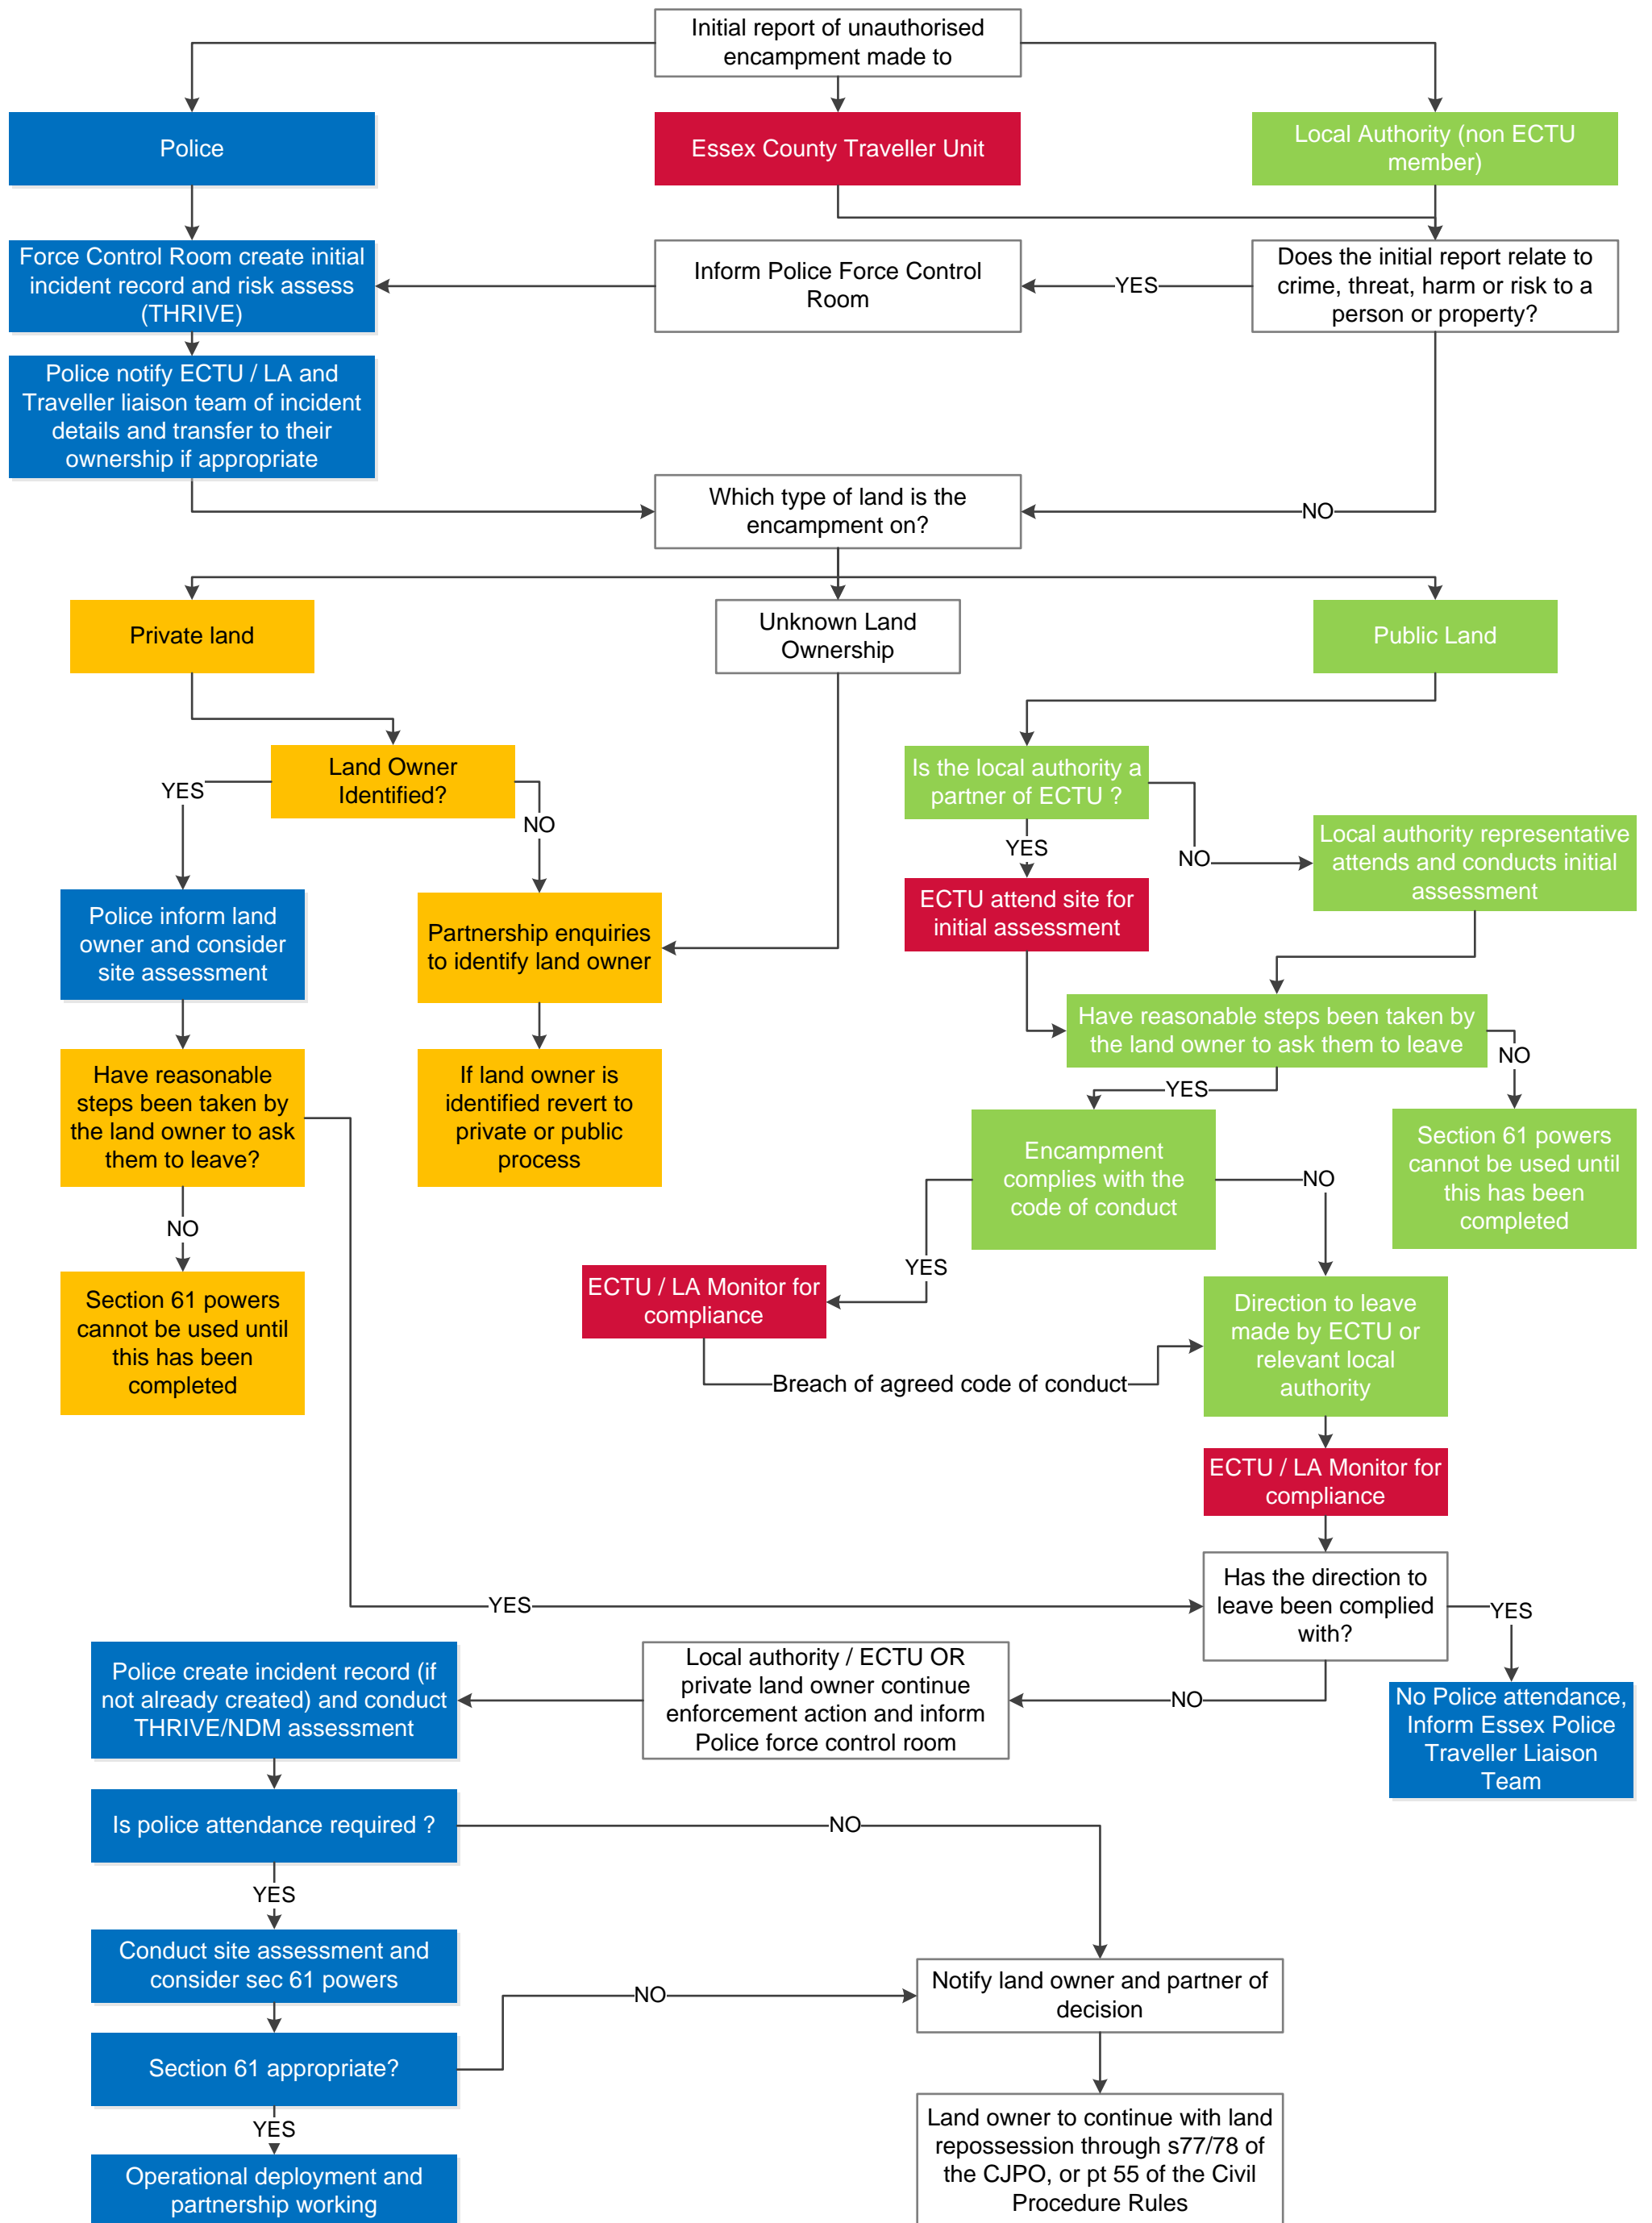 Initial report of unauthorised
encampment made to
Police
Essex County Traveller Unit
Local Authority (non ECTU
member)
Force Control Room create initial
incident record and risk assess
(THRIVE)
Inform Police Force Control
Room
YES
Does the initial report relate to
crime, threat, harm or risk to a
person or property?
Police notify ECTU / LA and
Traveller liaison team of incident
details and transfer to their
ownership if appropriate
Which type of land is the
encampment on?
NO
Private land
Unknown Land
Ownership
Public Land
Land Owner
Identified?
YES
NO
Is the local authority a
partner of ECTU ?
YES
NO
Local authority representative
attends and conducts initial
assessment
Police inform land
owner and consider
site assessment
Partnership enquiries
to identify land owner
ECTU attend site for
initial assessment
Have reasonable steps been taken by
the land owner to ask them to leave
NO
YES
Have reasonable
steps been taken by
the land owner to ask
them to leave?
If land owner is
identified revert to
private or public
process
Encampment
complies with the
code of conduct
Section 61 powers
cannot be used until
this has been
completed
NO
NO
YES
Section 61 powers
cannot be used until
this has been
completed
ECTU / LA Monitor for
compliance
Direction to leave
made by ECTU or
relevant local
authority
Breach of agreed code of conduct
ECTU / LA Monitor for
compliance
YES
Has the direction to
leave been complied
with?
YES
Police create incident record (if
not already created) and conduct
THRIVE/NDM assessment
Local authority / ECTU OR
private land owner continue
enforcement action and inform
Police force control room
NO
No Police attendance,
Inform Essex Police
Traveller Liaison
Team
Is police attendance required ?
NO
YES
Conduct site assessment and
consider sec 61 powers
NO
Notify land owner and partner of
decision
Section 61 appropriate?
YES
Operational deployment and
partnership working
Land owner to continue with land
repossession through s77/78 of
the CJPO, or pt 55 of the Civil
Procedure Rules